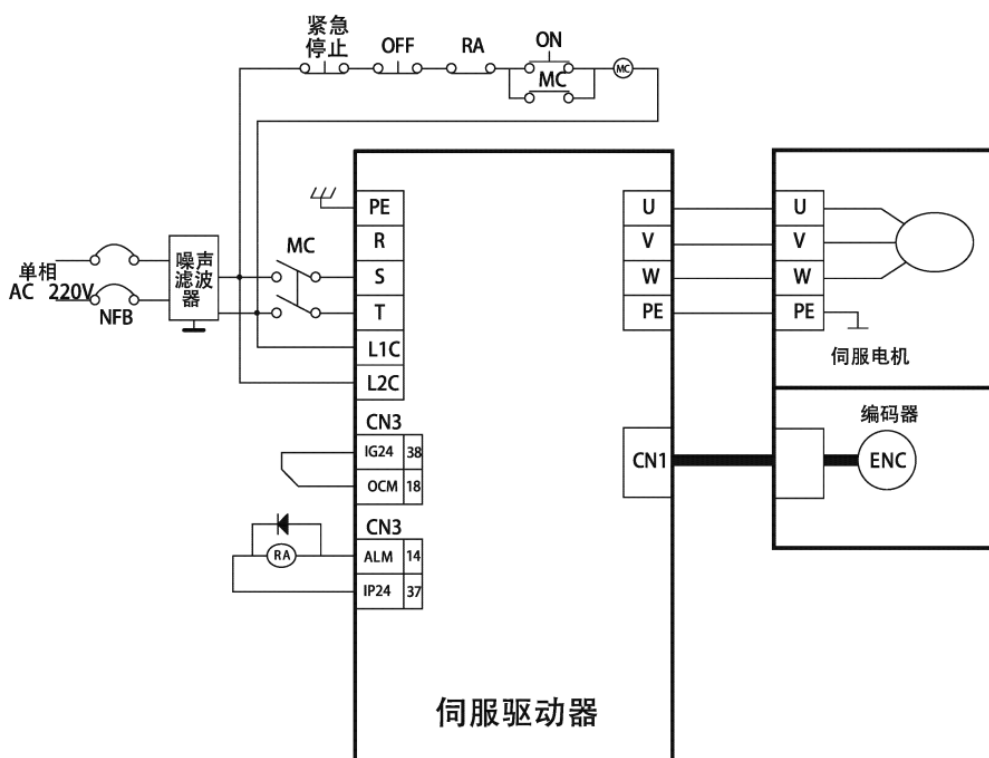 紧急
停止
OFF
RA
ON
MC
MC
单相
AC 220V
NFB
噪声
滤波
器
MC
PE
R
S
T
L1C
L2C
CN3
IG24 38
OCM 18
CN3
RA
ALM 14
IP24 37
U
V
W
PE
CN1
U
V
W
PE
伺服电机
编码器
ENC
伺服驱动器